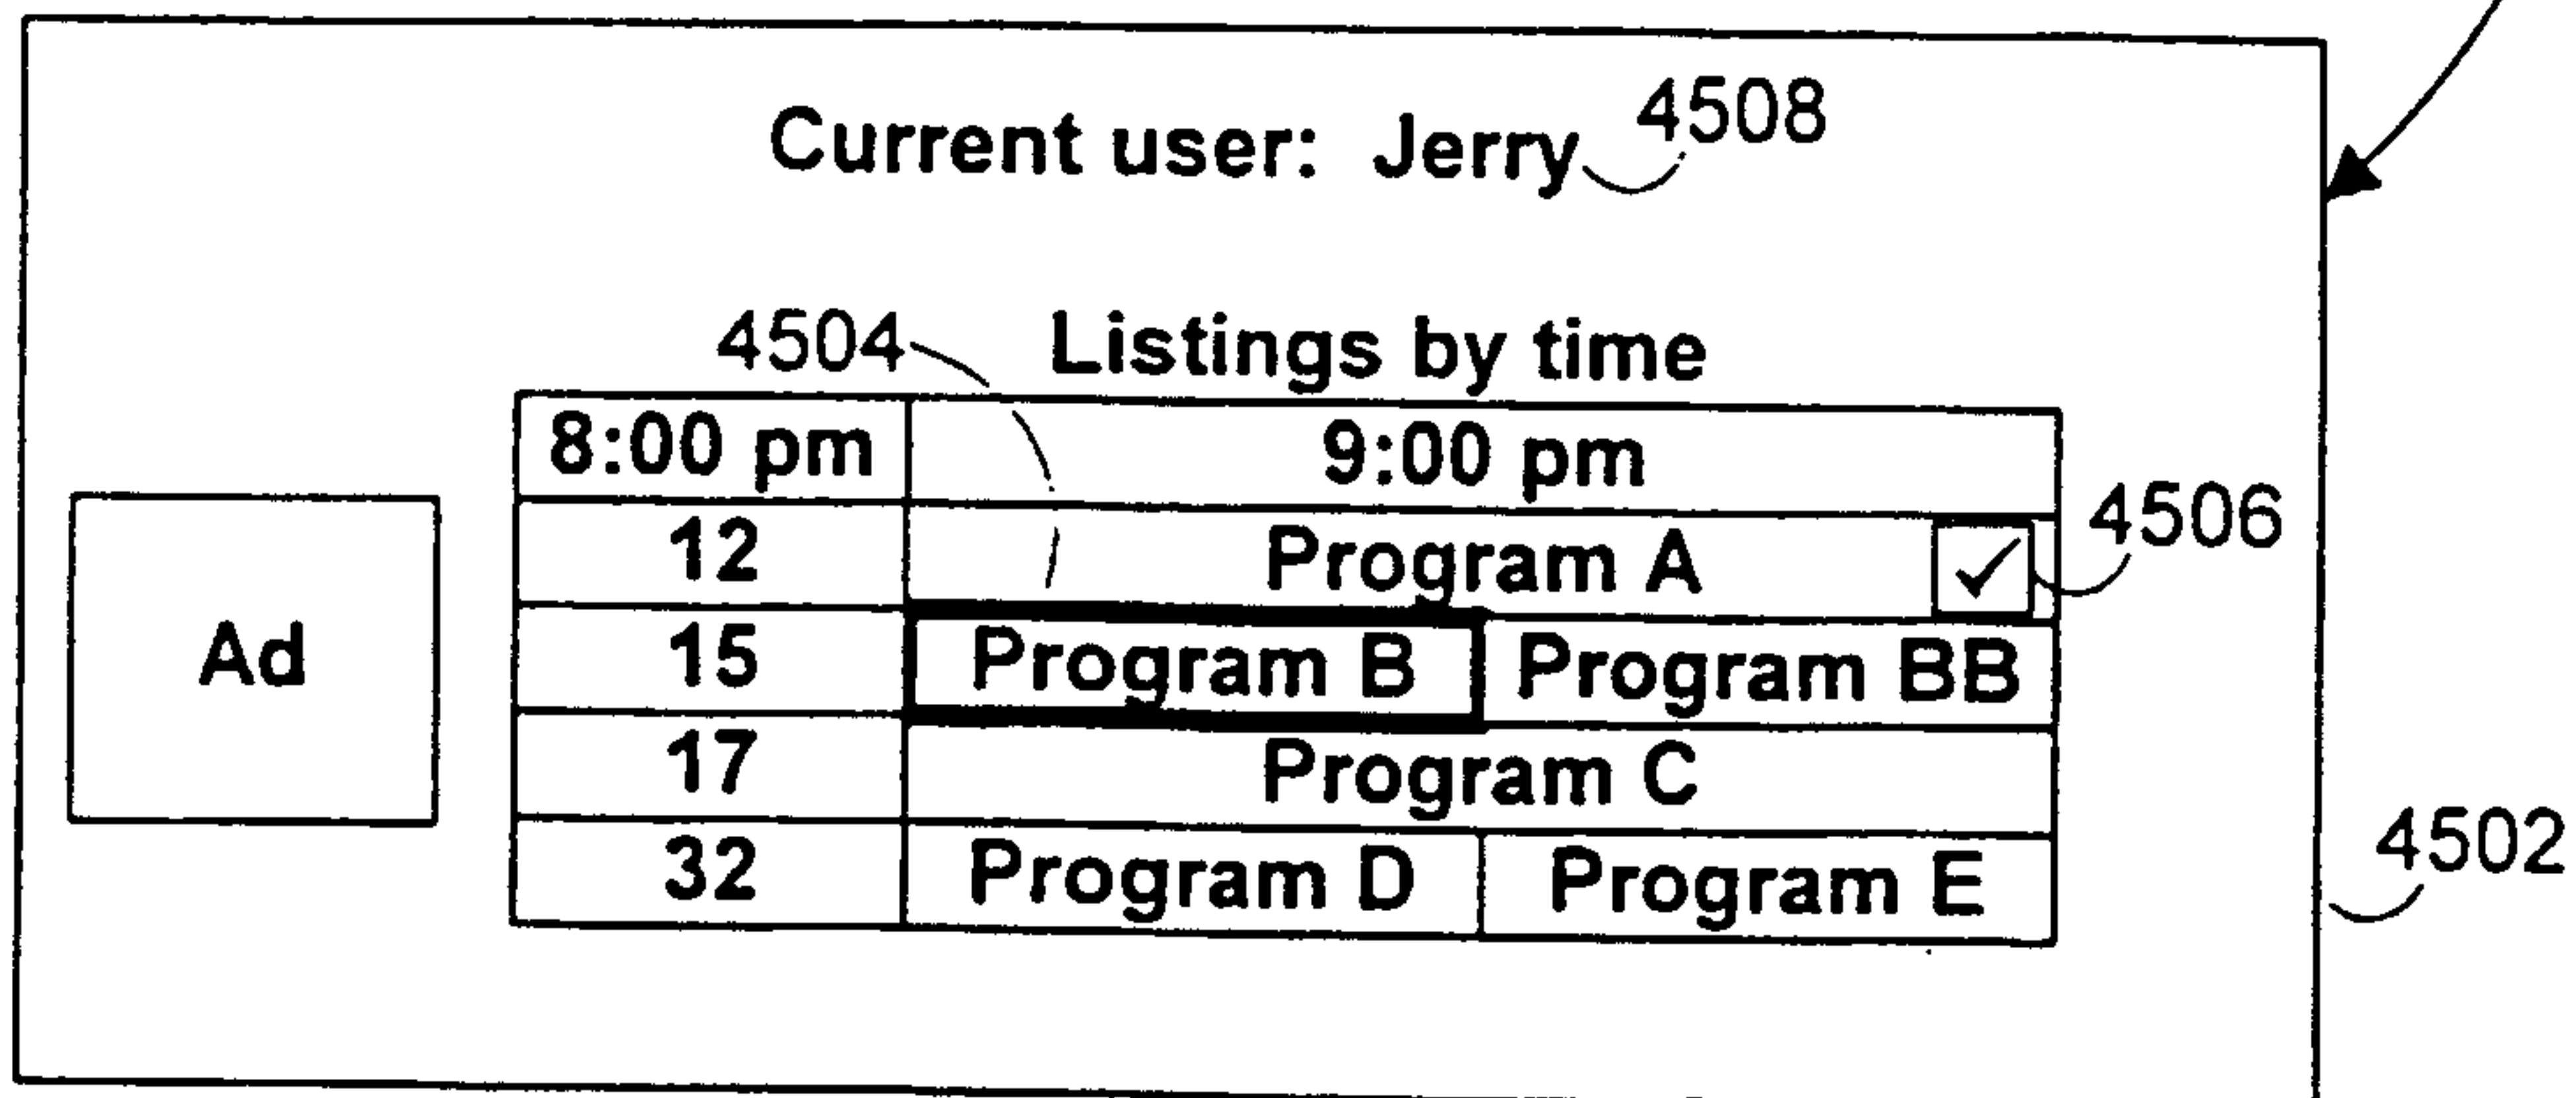 Current user: Jerry 4508
4504 Listings by time
8:00 pm 9:00 pm
12 Program A 4506
15 Program B Program BB
Ad
17 Program C
32 Program D Program E
4502